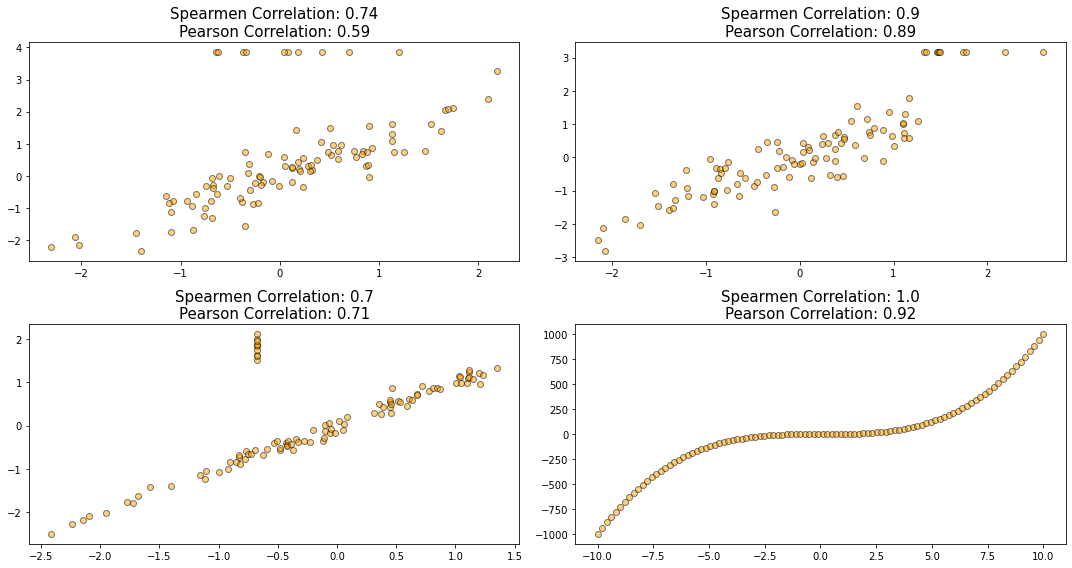 Spearmen Correlation: 0.74
Pearson Correlation: 0.59
4
3
2
1
0
−1
−2
−2 −1 0 1 2
Spearmen Correlation: 0.9
Pearson Correlation: 0.89
3
2
1
0
−1
−2
−3
−2 −1 0 1 2
Spearmen Correlation: 0.7
Pearson Correlation: 0.71
2
1
0
−1
−2
−2.5 −2.0 −1.5 −1.0 −0.5 0.0 0.5 1.0 1.5
Spearmen Correlation: 1.0
Pearson Correlation: 0.92
1000
750
500
250
0
−250
−500
−750
−1000
−10.0 −7.5 −5.0 −2.5 0.0 2.5 5.0 7.5 10.0